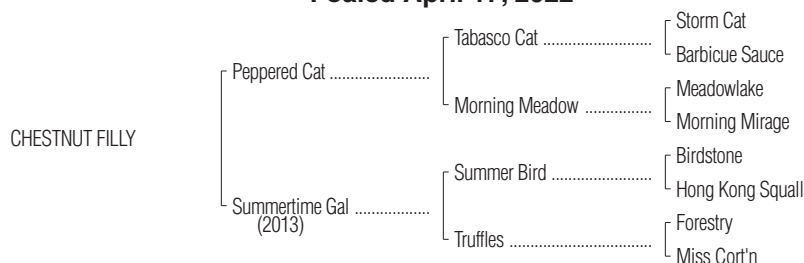 Foaled April 17, 2022
Storm Cat
Tabasco Cat ........................
Barbicue Sauce
Peppered Cat ......................
Meadowlake
Morning Meadow ...............
Morning Mirage
CHESTNUT FILLY
Birdstone
Summer Bird ......................
Hong Kong Squall
Summertime Gal .................
(2013)
Forestry
Truffles ...............................
Miss Cort'n